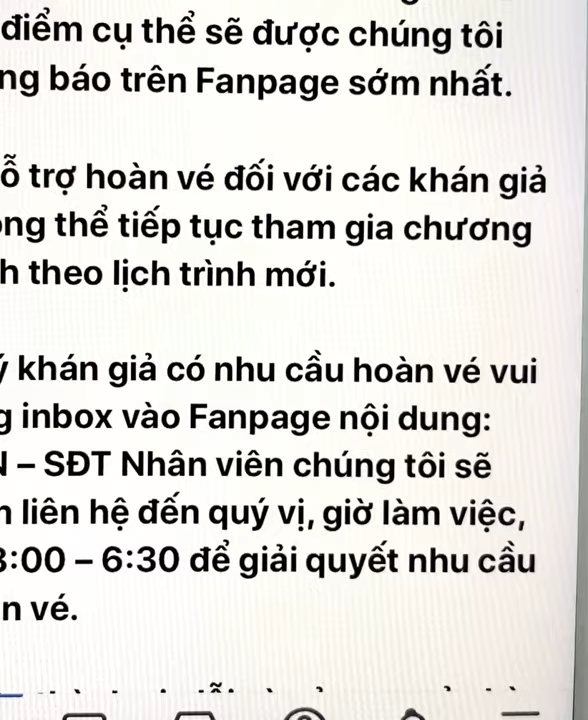 điểm cụ thể sẽ được chúng tôi
báo trên Fanpage sớm nhất.
trợ hoàn vé đối với các khán giả
thể tiếp tục tham gia chương
theo lịch trình mới.
khán giả có nhu cầu hoàn vé vui
inbox vào Fanpage nội dung:
– SĐT Nhân viên chúng tôi sẽ
liên hệ đến quý vị, giờ làm việc,
:00 – 6:30 để giải quyết nhu cầu
vé.